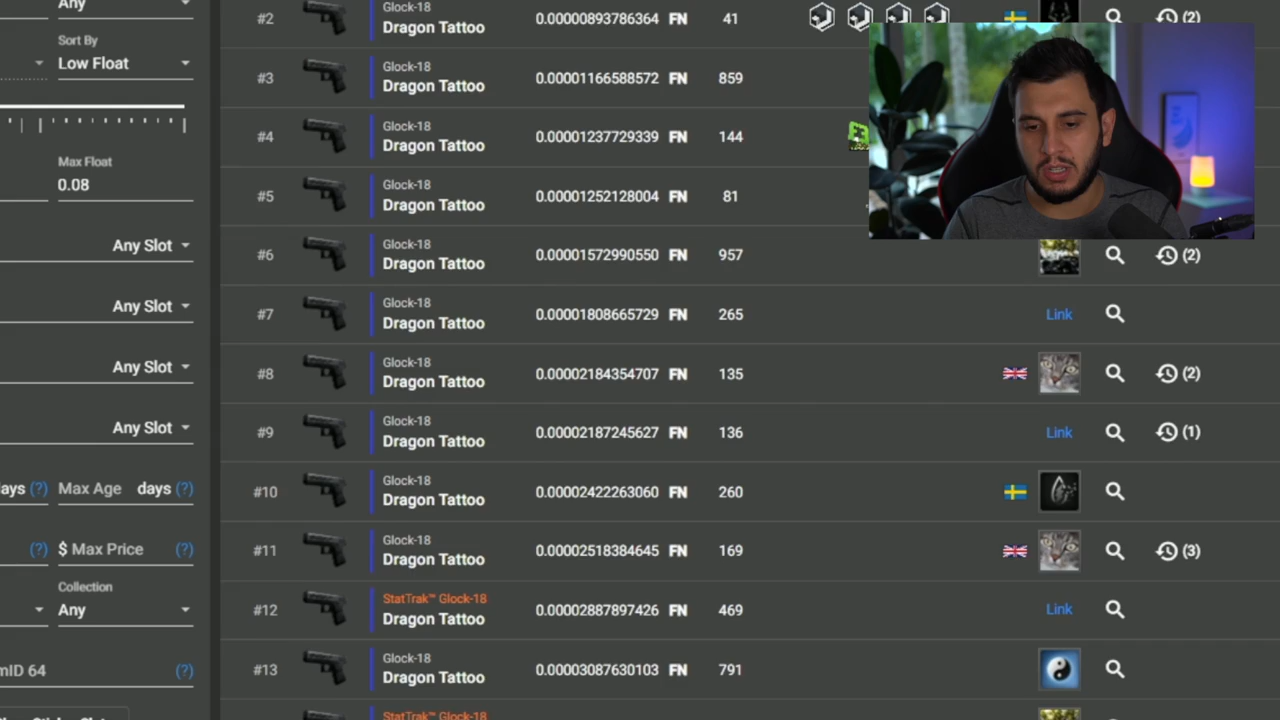 Any
Sort By
Low Float
Max Float
0.08
Any Slot
Any Slot
Any Slot
Any Slot
days (?) Max Age days (?)
(?) $ Max Price (?)
Collection
Any
mID 64 (?)
#2 Glock-18 Dragon Tattoo 0.00000893786364 FN 41 (2)
#3 Glock-18 Dragon Tattoo 0.00001166588572 FN 859
#4 Glock-18 Dragon Tattoo 0.00001237729339 FN 144
#5 Glock-18 Dragon Tattoo 0.00001252128004 FN 81
#6 Glock-18 Dragon Tattoo 0.00001572990550 FN 957 (2)
#7 Glock-18 Dragon Tattoo 0.00001808665729 FN 265 Link
#8 Glock-18 Dragon Tattoo 0.00002184354707 FN 135 (2)
#9 Glock-18 Dragon Tattoo 0.00002187245627 FN 136 Link (1)
#10 Glock-18 Dragon Tattoo 0.00002422263060 FN 260
#11 Glock-18 Dragon Tattoo 0.00002518384645 FN 169 (3)
#12 StatTrak™ Glock-18 Dragon Tattoo 0.00002887897426 FN 469 Link
#13 Glock-18 Dragon Tattoo 0.00003087630103 FN 791
StatTrak™ Glock-18